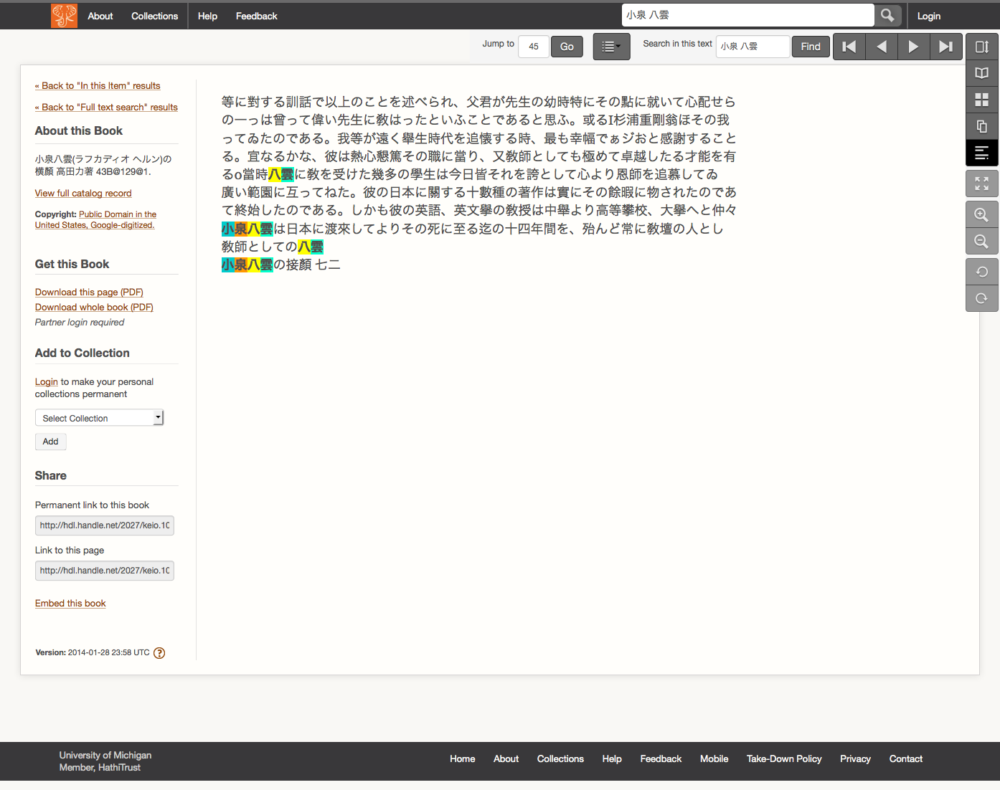 About
Collections
Help
Feedback
小泉 八雲
Login
Jump to
45
Go
Search in this text
小泉 八雲
Find
« Back to "In this Item" results
« Back to "Full text search" results
About this Book
小泉八雲(ラフカディオ ヘルン)の
横顏 高田力著 43B@129@1.
View full catalog record
Copyright: Public Domain in the
United States, Google-digitized.
Get this Book
Download this page (PDF)
Download whole book (PDF)
Partner login required
Add to Collection
Login to make your personal
collections permanent
Select Collection
Add
Share
Permanent link to this book
http://hdl.handle.net/2027/keio.10
Link to this page
http://hdl.handle.net/2027/keio.10
Embed this book
Version: 2014-01-28 23:58 UTC ?
等に對する訓話で以上のことを述べられ、父君が先生の幼時特にその點に就いて心配せら
の一っは曾って偉い先生に敎はったといふことであると思ふ。或るI杉浦重剛翁ほその我
ってゐたのである。我等が遠く舉生時代を追懐する時、最も幸幅でぁジおと感謝すること
る。宜なるかな、彼は熱心懇篤その職に當り、又敎師としても極めて卓越したる才能を有
るo當時八雲に敎を受けた幾多の學生は今日皆それを誇として心より恩師を追慕してゐ
廣い範園に互ってねた。彼の日本に關する十數種の著作は實にその餘暇に物されたのであ
て終始したのである。しかも彼の英語、英文擧の敎授は中舉より高等攀校、大擧へと仲々
小泉八雲は日本に渡來してよりその死に至る迄の十四年間を、殆んど常に敎壇の人とし
敎師としての八雲
小泉八雲の接顏 七二
University of Michigan
Member, HathiTrust
Home
About
Collections
Help
Feedback
Mobile
Take-Down Policy
Privacy
Contact